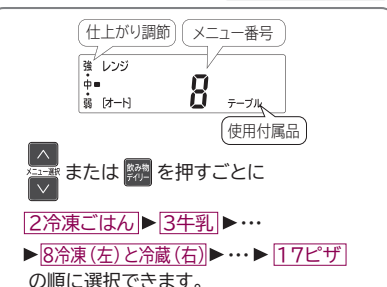 仕上がり調節 メニュー番号
強 レンジ
中
弱 [オート] 8 テーブル
使用付属品
メニュー選択 または 飲み物 デイリー を押すごとに
2冷凍ごはん▶3牛乳▶…
▶8冷凍(左)と冷蔵(右)▶…▶17ピザ
の順に選択できます。